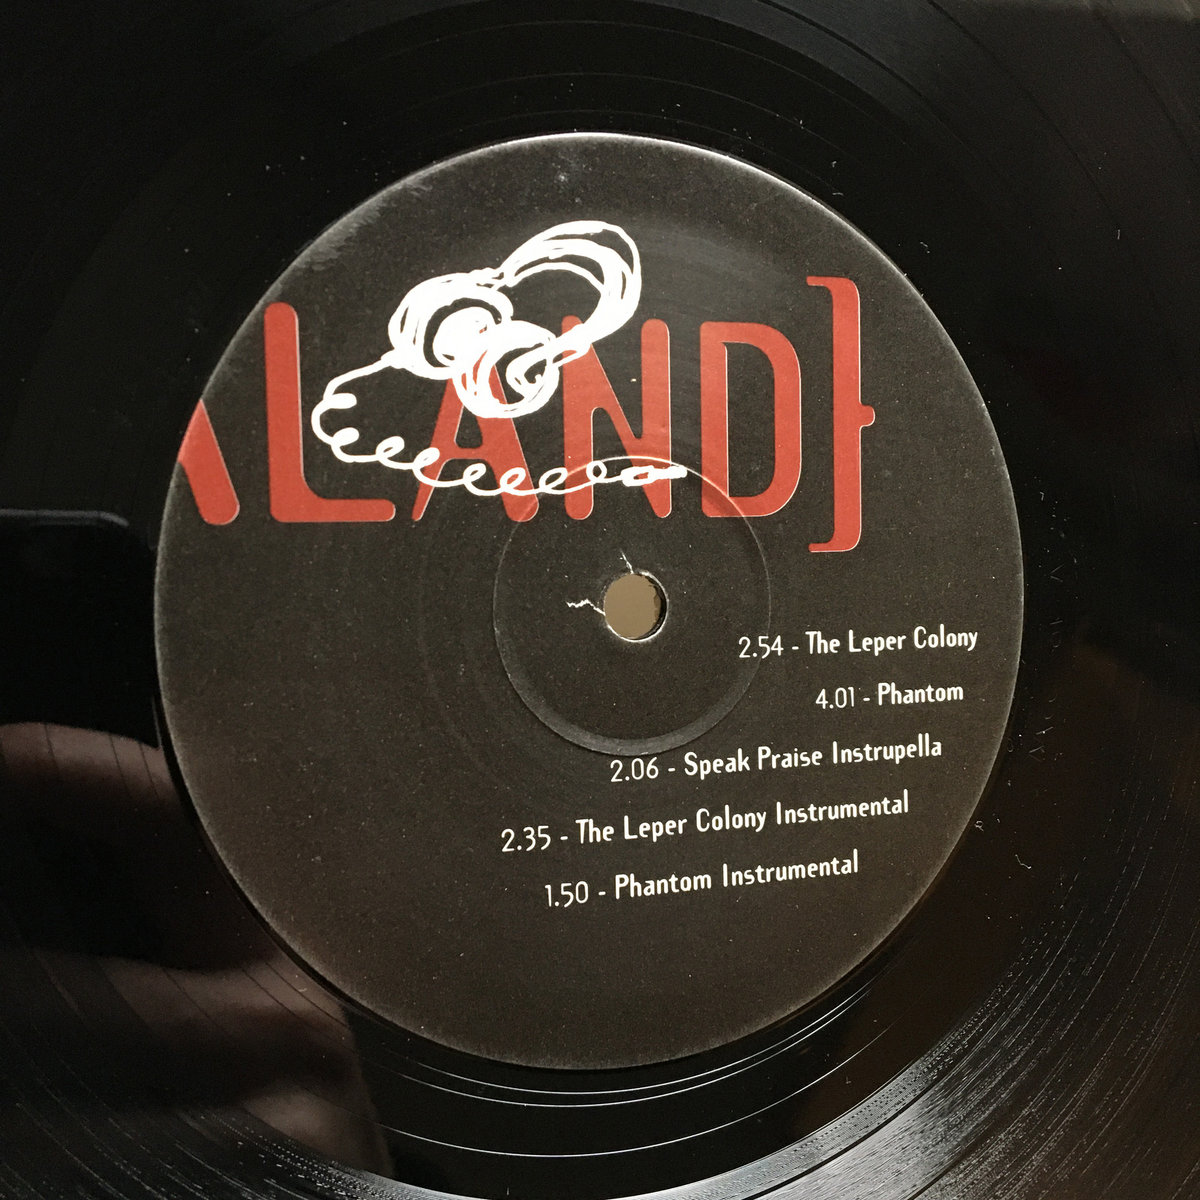 LAND}
2.54 - The Leper Colony
4.01 - Phantom
2.06 - Speak Praise Instrupella
2.35 - The Leper Colony Instrumental
1.50 - Phantom Instrumental